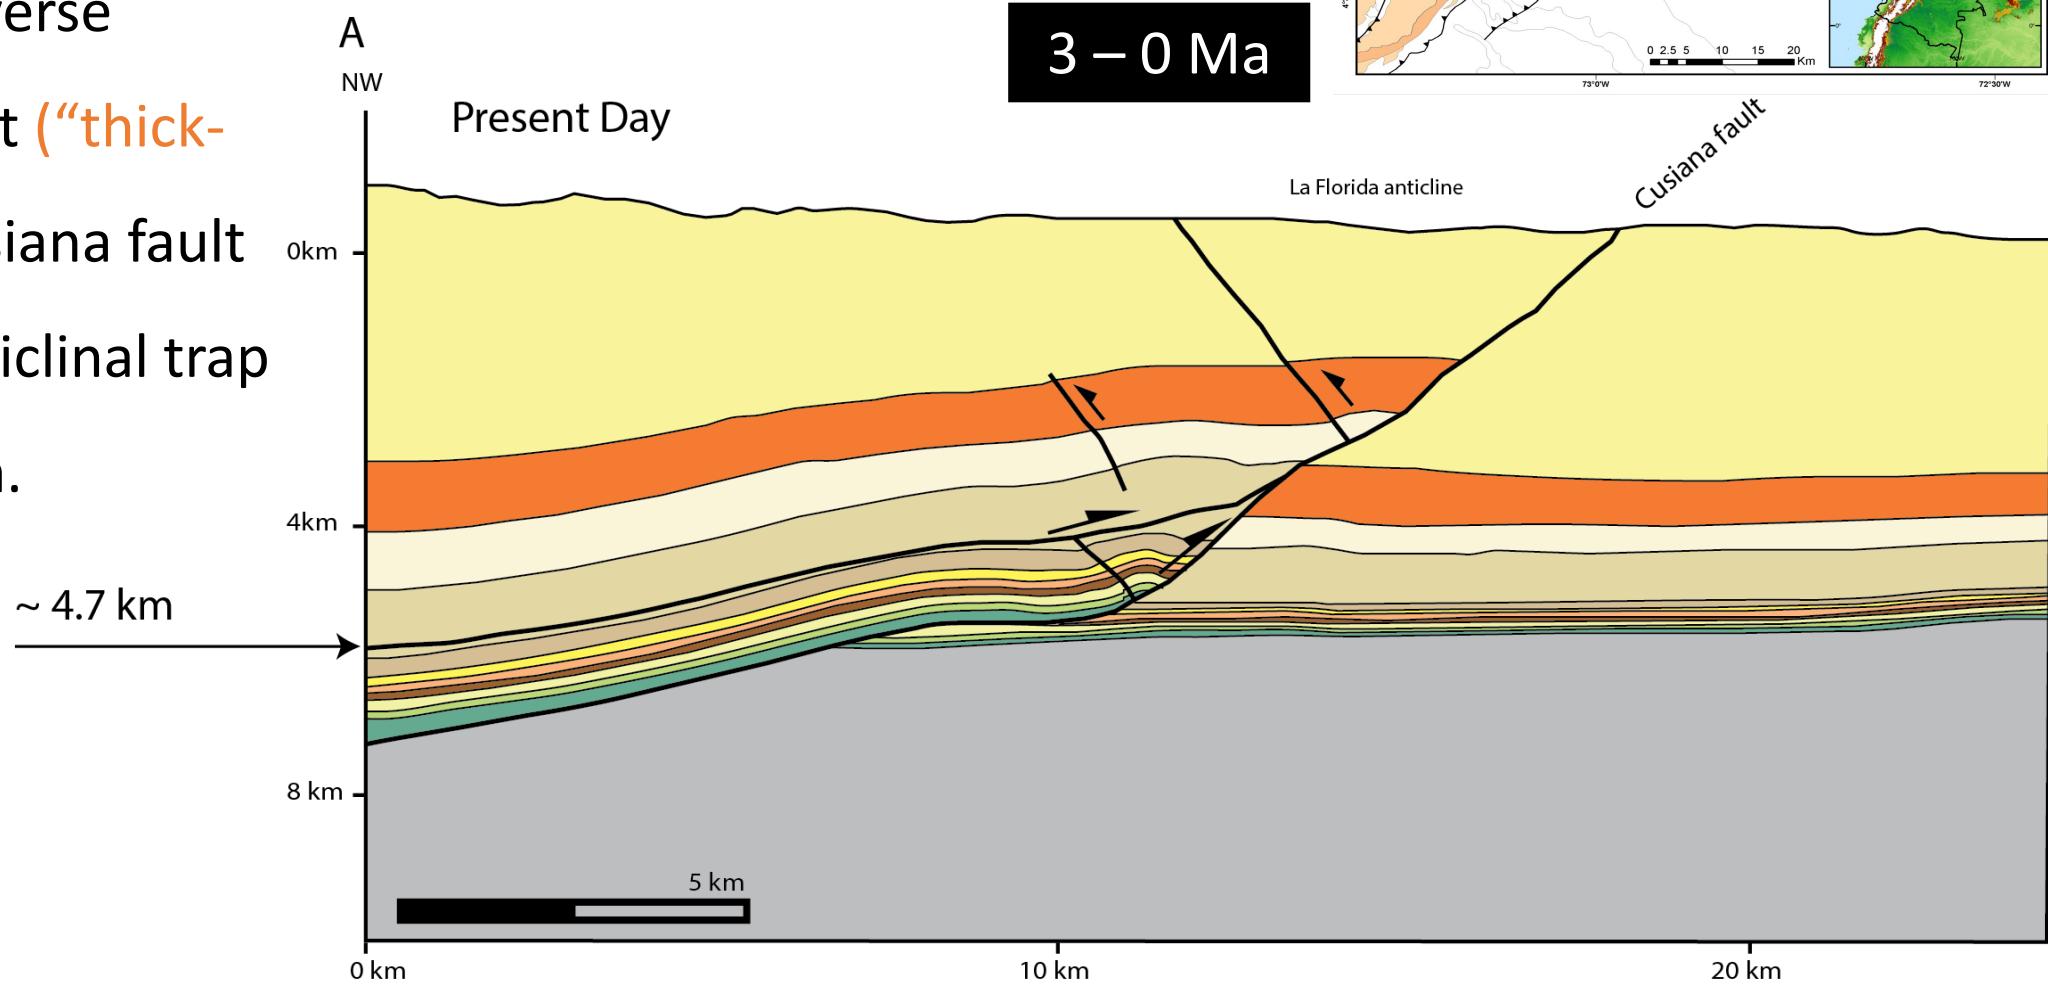 erse
t (“thick-
siana fault
iclinal trap
.
~ 4.7 km
A
NW
Present Day
3 – 0 Ma
0 2.5 5 10 15 20
Km
73°0'W
72°30'W
La Florida anticline
Cusiana fault
0km
4km
8 km
5 km
0 km
10 km
20 km